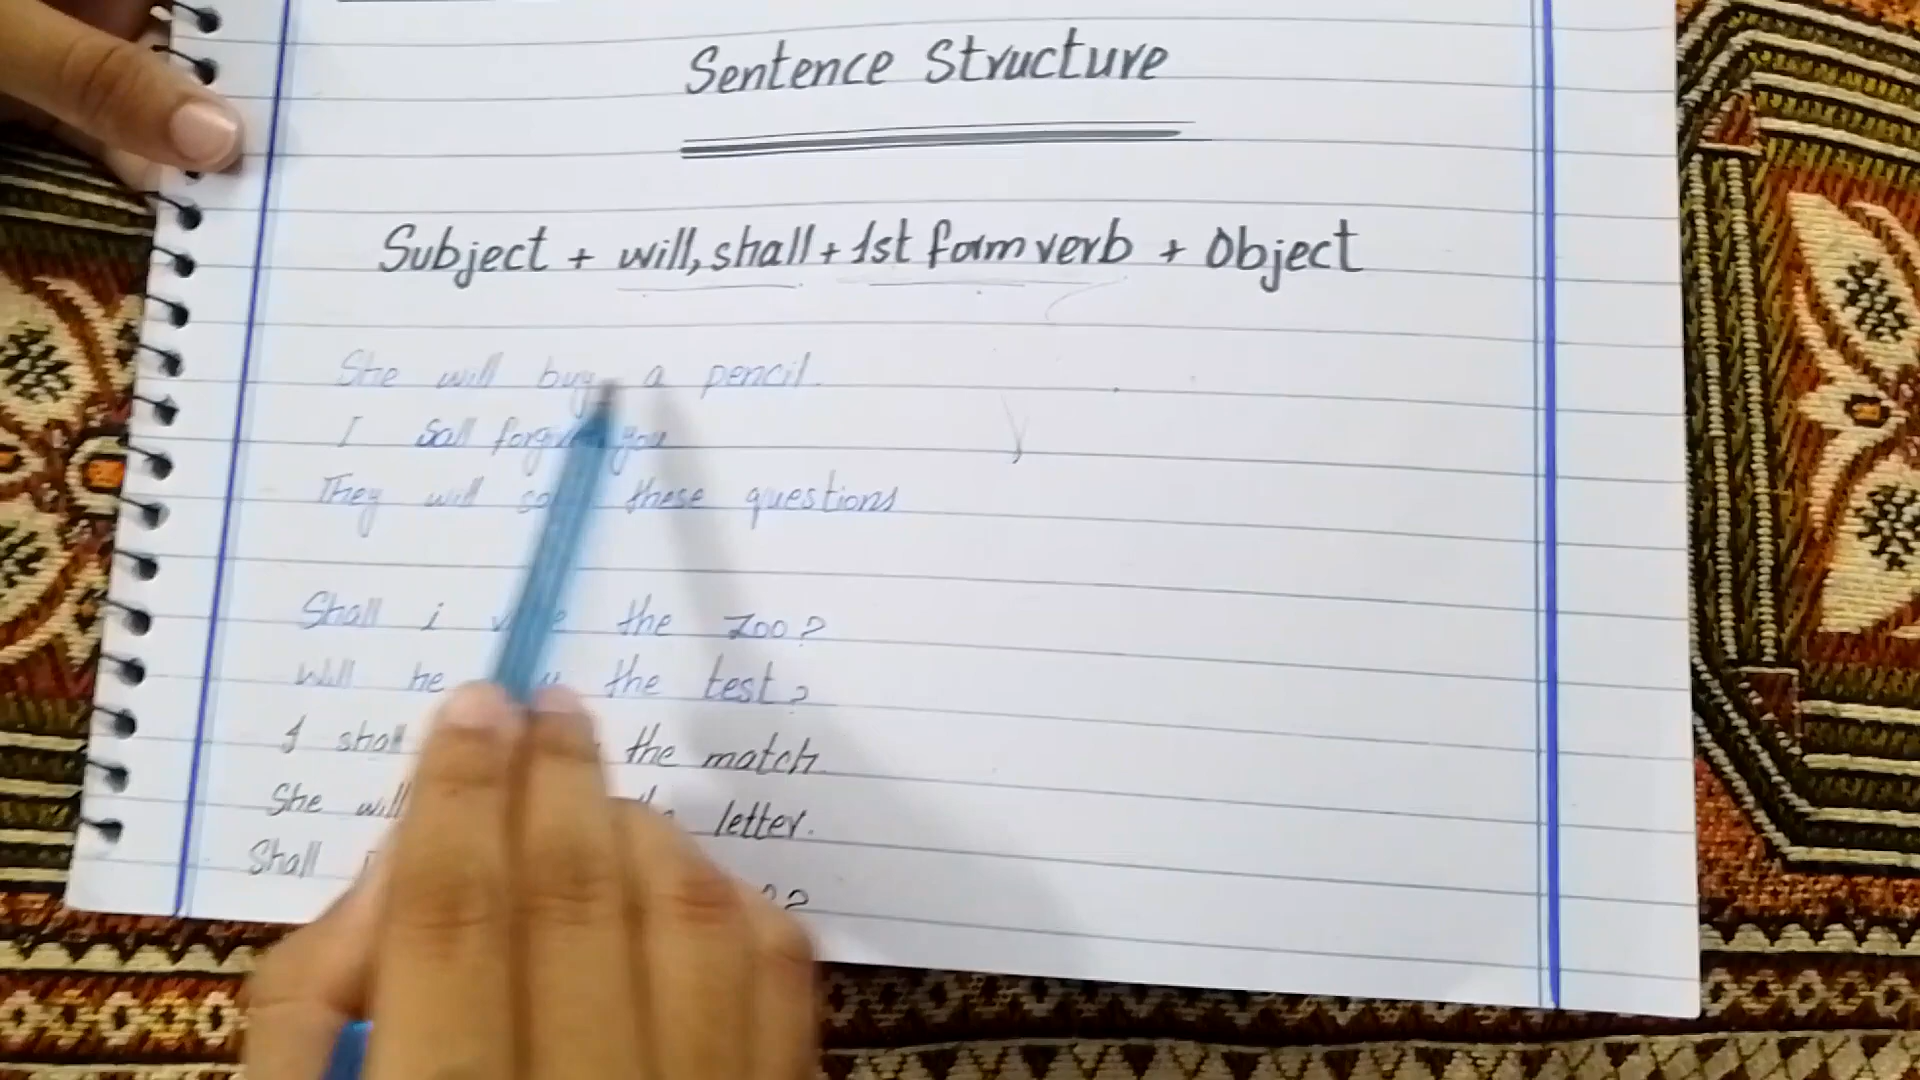 Sentence Structure
Subject + will, shall + 1st form verb + Object
She will buy a pencil.
I Sall you
They will these questions
Shall i the zoo?
Will he the test?
I shall the match.
She will letter.
Shall